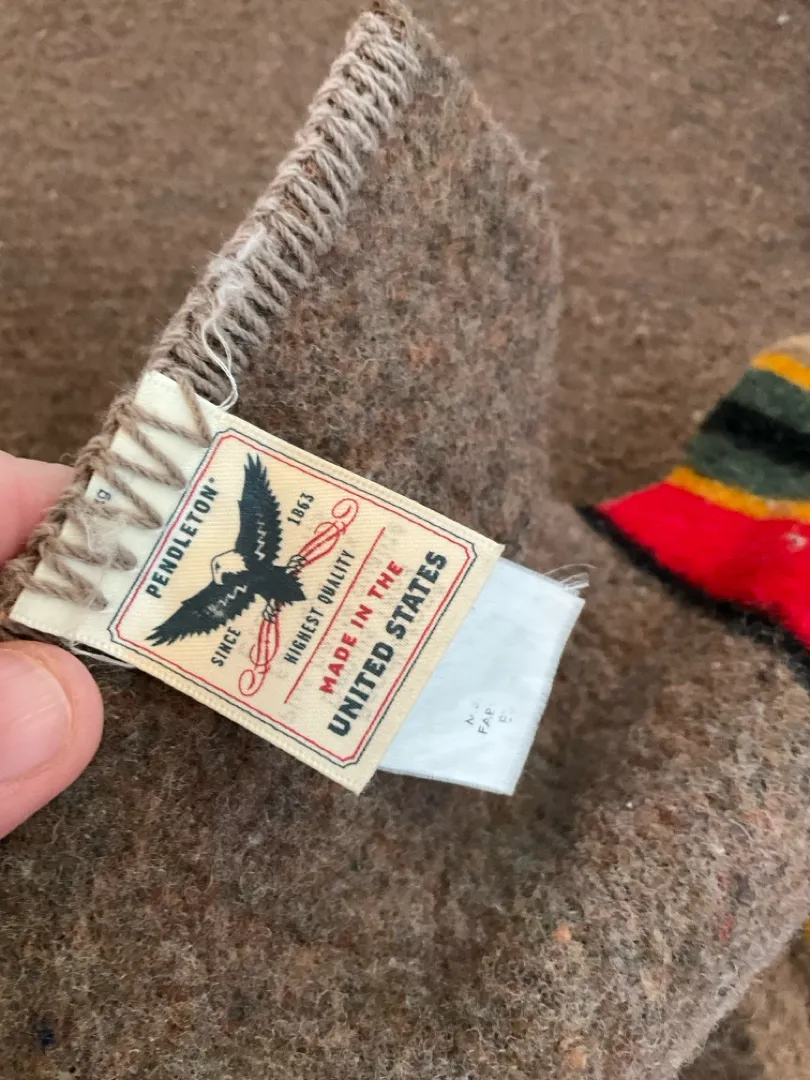 PENDLETON®
SINCE 1863
HIGHEST QUALITY
MADE IN THE
UNITED STATES